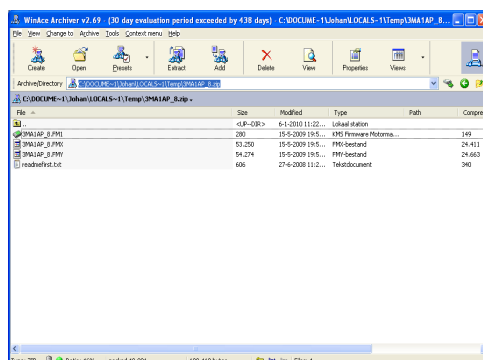 WinAce Archiver v2.69 - (30 day evaluation period exceeded by 438 days) - C:\DOCUME~1\Johan\LOCALS~1\Temp\3MA1AP_8...
File View Change to Archive Tools Context menu Help
Create Open Presets Extract Add Delete View Properties Views
Archive/Directory C:\DOCUME~1\Johan\LOCALS~1\Temp\3MA1AP_8.zip
C:\DOCUME~1\Johan\LOCALS~1\Temp\3MA1AP_8.zip
File Size Modified Type Path Compre
.. <UP-DIR> 6-1-2010 11:22... Lokaal station
3MA1AP_8.FM1 280 15-5-2009 19:5... KMS Firmware Motorma... 149
3MA1AP_8.FMX 53.250 15-5-2009 19:5... FMX-bestand 24.411
3MA1AP_8.FMY 54.274 15-5-2009 19:5... FMY-bestand 24.663
readmefirst.txt 606 27-6-2008 11:2... Tekstdocument 340